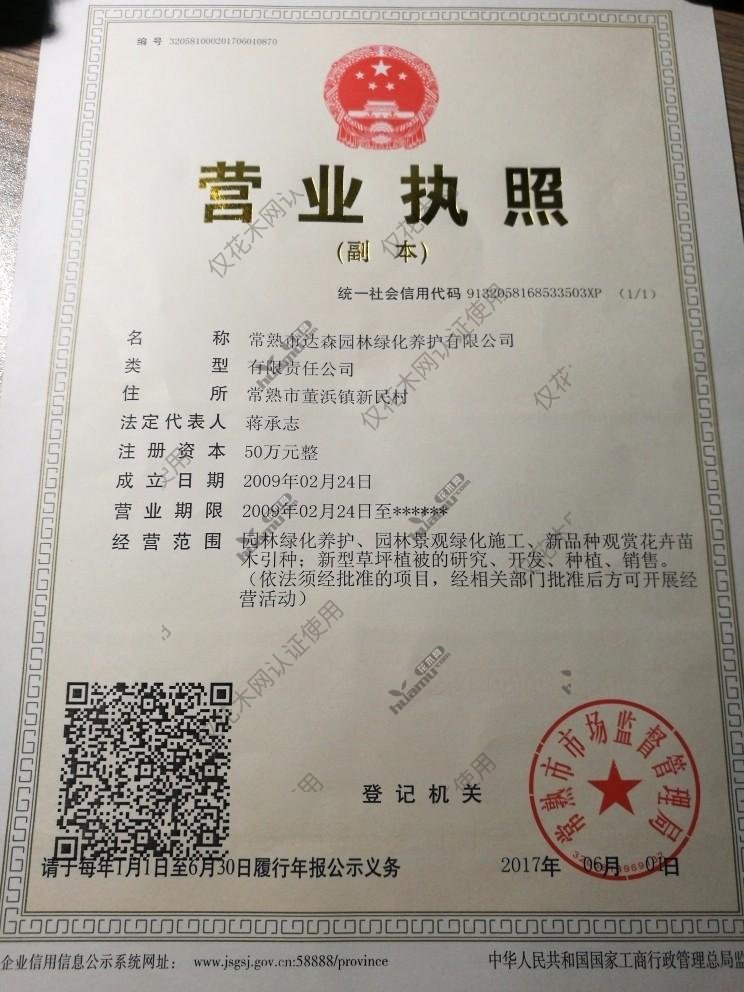 编 号 320581000201706010870
营业执照
(副 本)
统一社会信用代码 9132058168533503XP (1/1)
名 称 常熟市达森园林绿化养护有限公司
类 型 有限责任公司
住 所 常熟市董浜镇新民村
法定代表人 蒋承志
注 册 资 本 50万元整
成 立 日 期 2009年02月24日
营 业 期 限 2009年02月24日至******
经 营 范 围 园林绿化养护、园林景观绿化施工、新品种观赏花卉苗
木引种；新型草坪植被的研究、开发、种植、销售。
（依法须经批准的项目，经相关部门批准后方可开展经
营活动）
仅花木网认证使用
花木网
huamu.com
登 记 机 关
常熟市市场监督管理局
请于每年1月1日至6月30日履行年报公示义务
2017年 06月 01日
企业信用信息公示系统网址： www.jsgsj.gov.cn:58888/province
中华人民共和国国家工商行政管理总局监